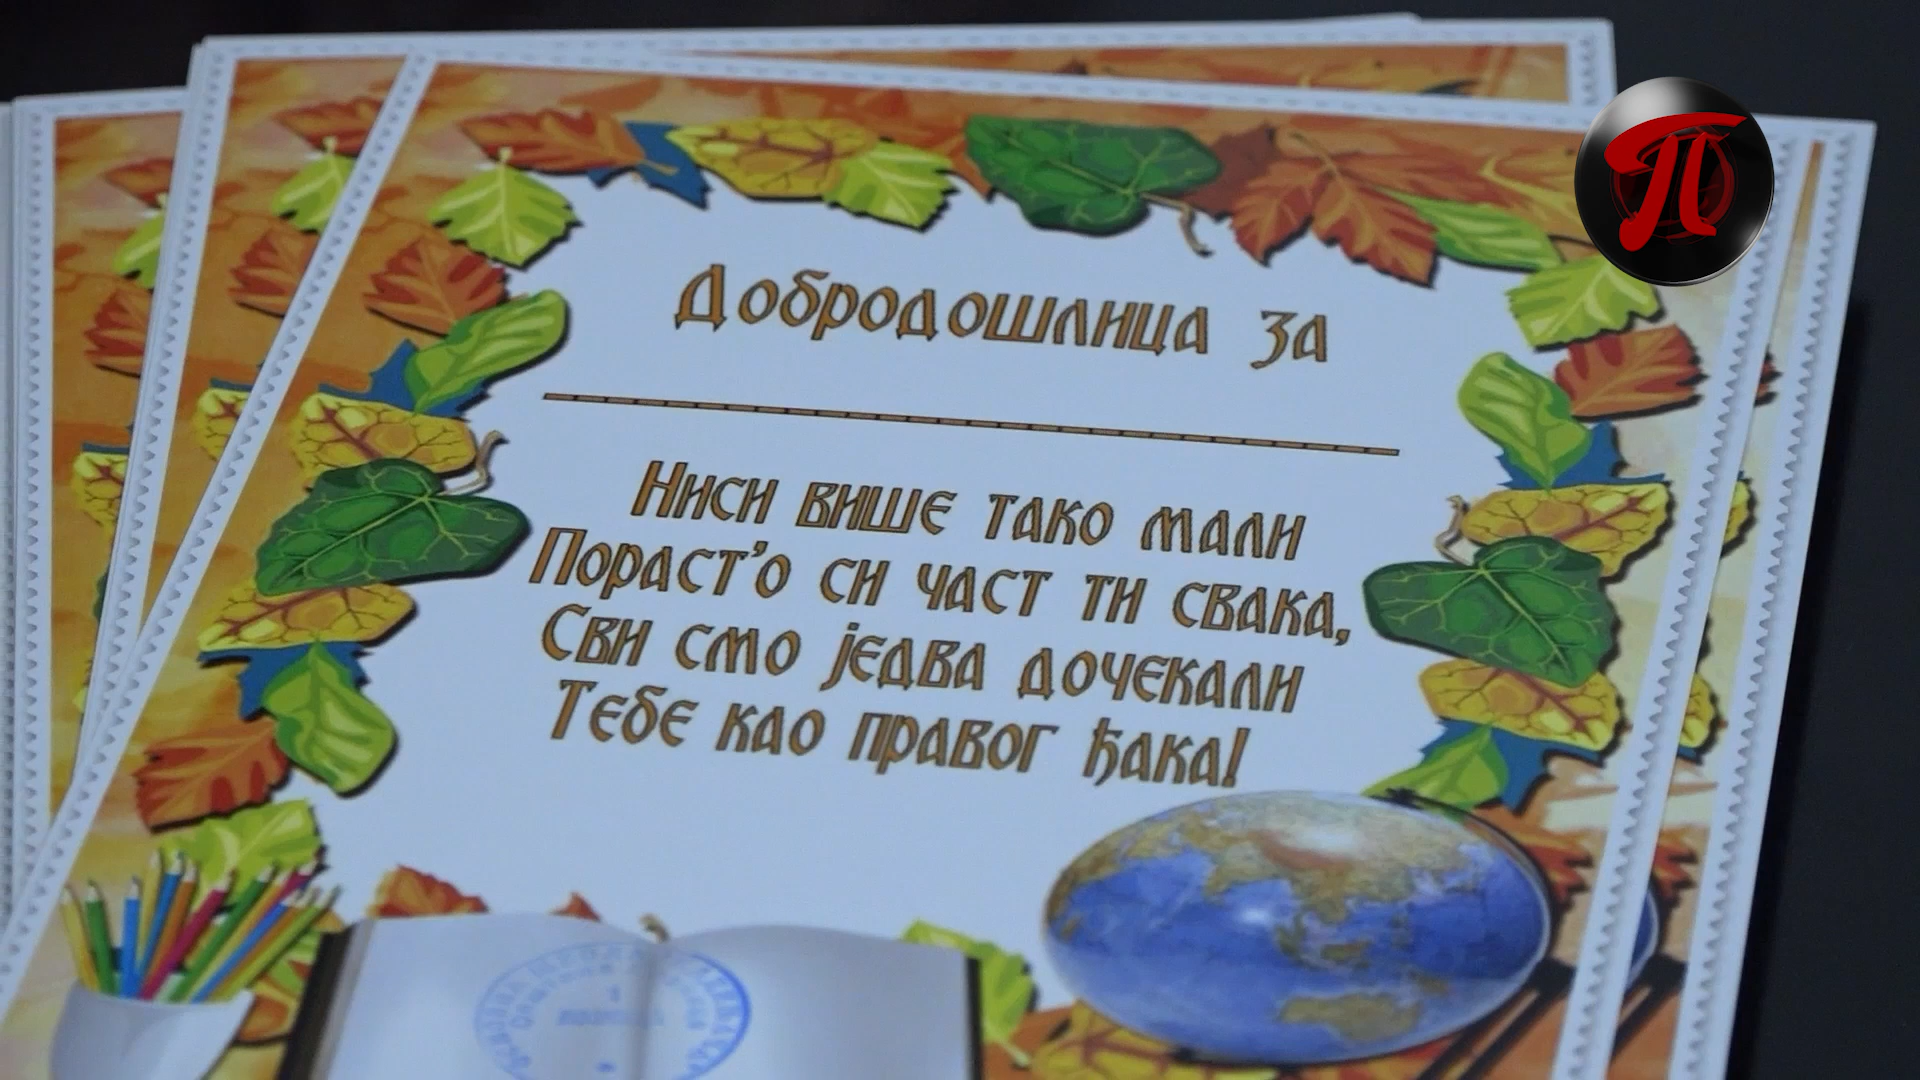 Добродошлица за
Ниси више тако мали
Пораст'о си част ти свака,
Сви смо једва дочекали
Тебе као правог ђака!
П